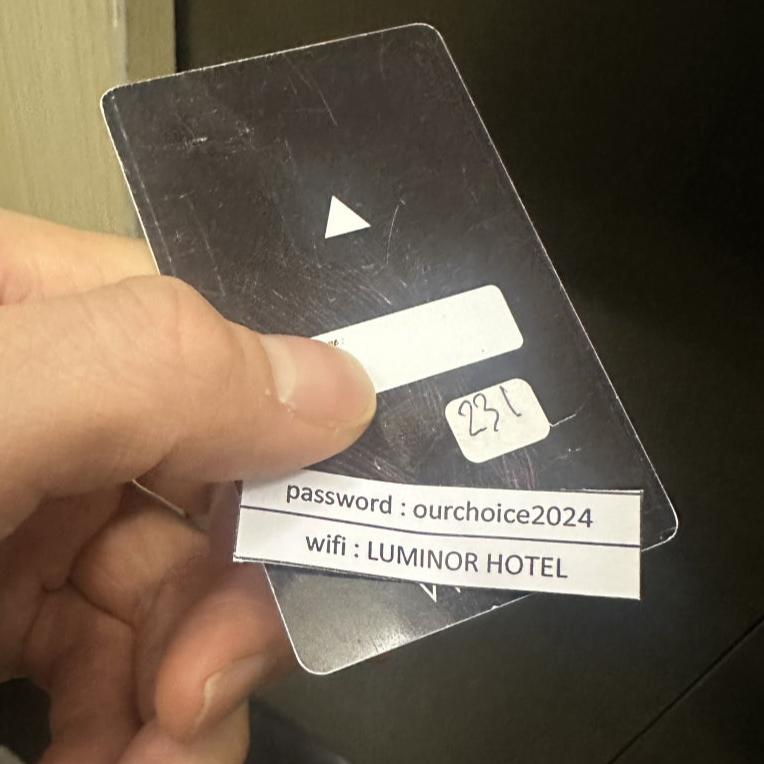 231
password : ourchoice2024
wifi : LUMINOR HOTEL